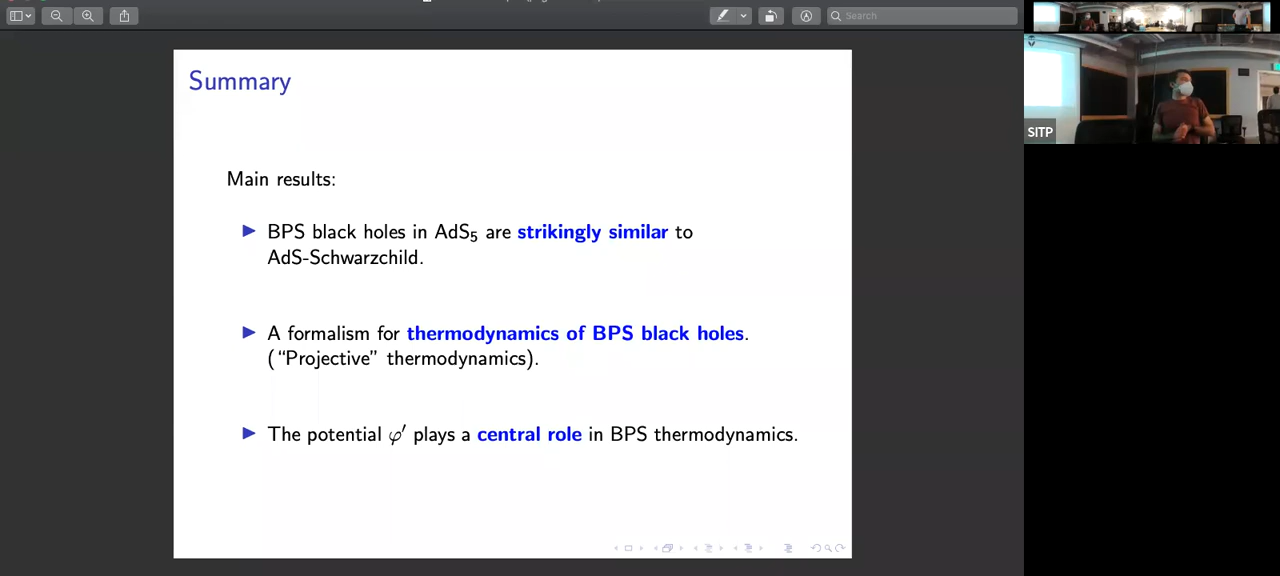 Search
Summary
Main results:
▶ BPS black holes in AdS5 are strikingly similar to
AdS-Schwarzchild.
▶ A formalism for thermodynamics of BPS black holes.
(“Projective” thermodynamics).
▶ The potential φ′ plays a central role in BPS thermodynamics.
SITP